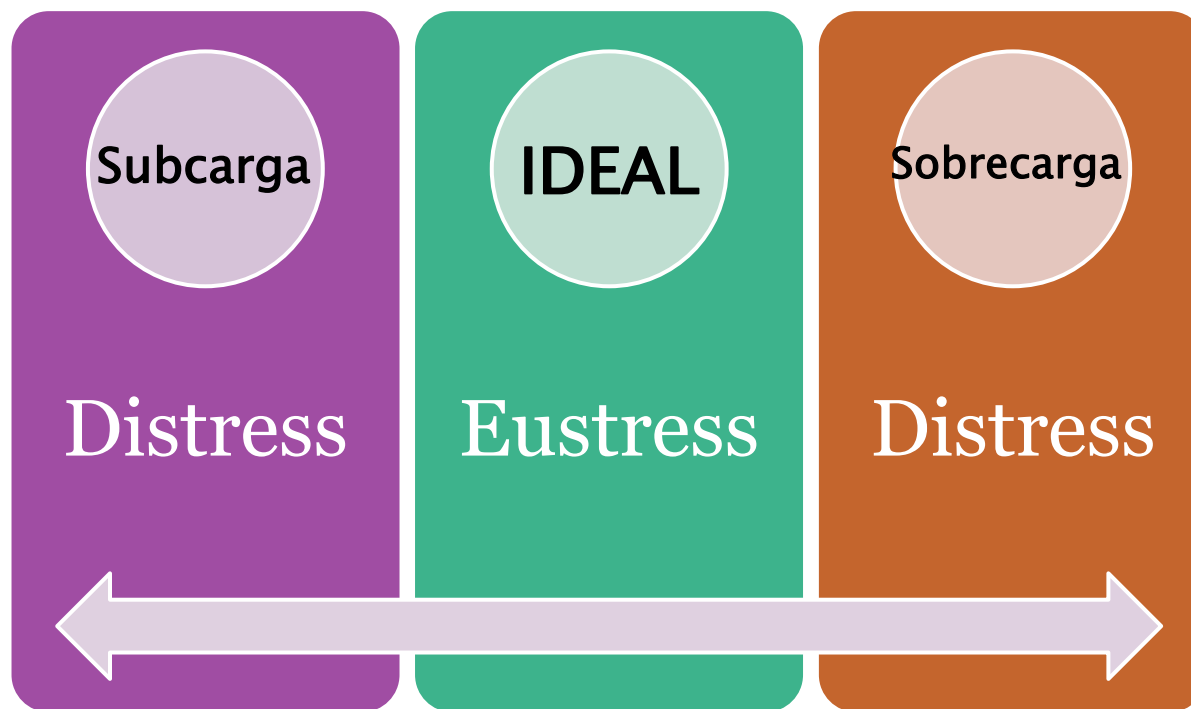 Subcarga
IDEAL
Sobrecarga
Distress
Eustress
Distress